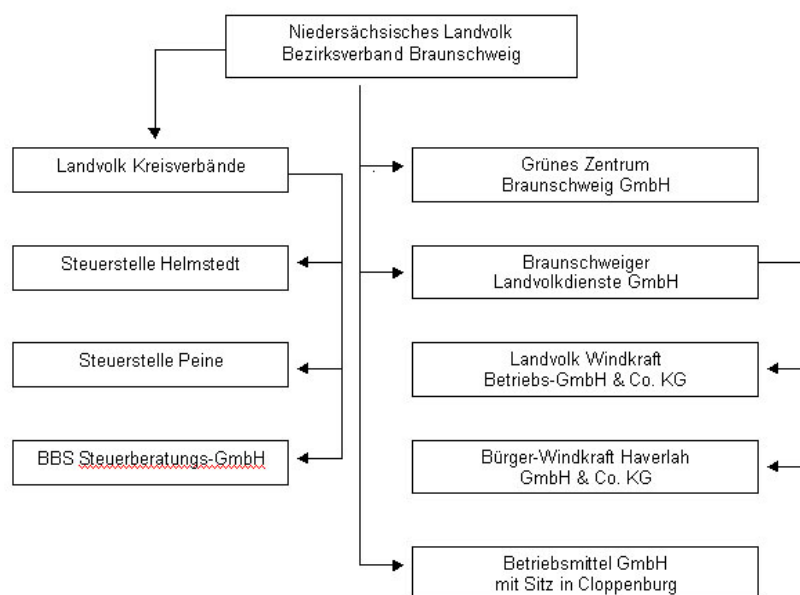 Niedersächsisches Landvolk
Bezirksverband Braunschweig
Landvolk Kreisverbände
Grünes Zentrum
Braunschweig GmbH
Steuerstelle Helmstedt
Braunschweiger
Landvolkdienste GmbH
Steuerstelle Peine
Landvolk Windkraft
Betriebs-GmbH & Co. KG
BBS Steuerberatungs-GmbH
Bürger-Windkraft Haverlah
GmbH & Co. KG
Betriebsmittel GmbH
mit Sitz in Cloppenburg